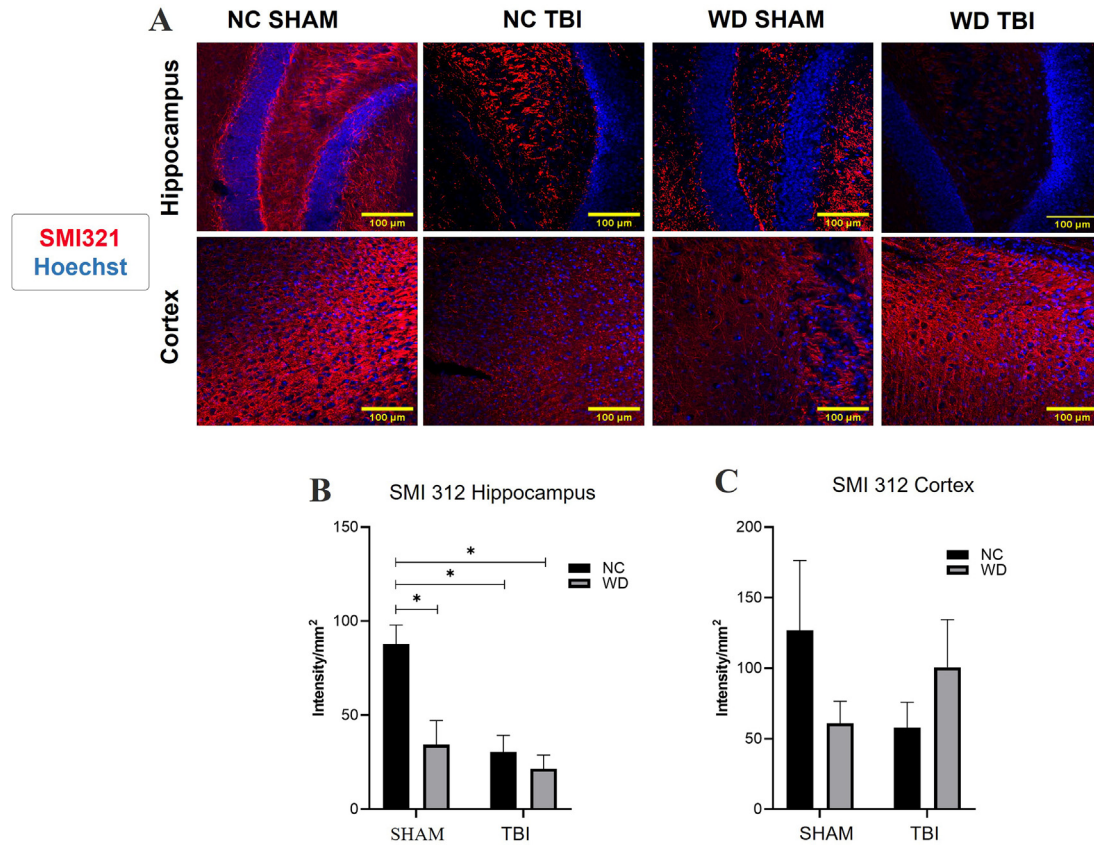 A
NC SHAM
NC TBI
WD SHAM
WD TBI
Hippocampus
100 µm
100 µm
100 µm
100 µm
SMI321
Hoechst
Cortex
100 µm
100 µm
100 µm
100 µm
B
SMI 312 Hippocampus
Intensity/mm²
150
100
50
0
*
*
*
NC
WD
SHAM
TBI
C
SMI 312 Cortex
Intensity/mm²
200
150
100
50
0
NC
WD
SHAM
TBI